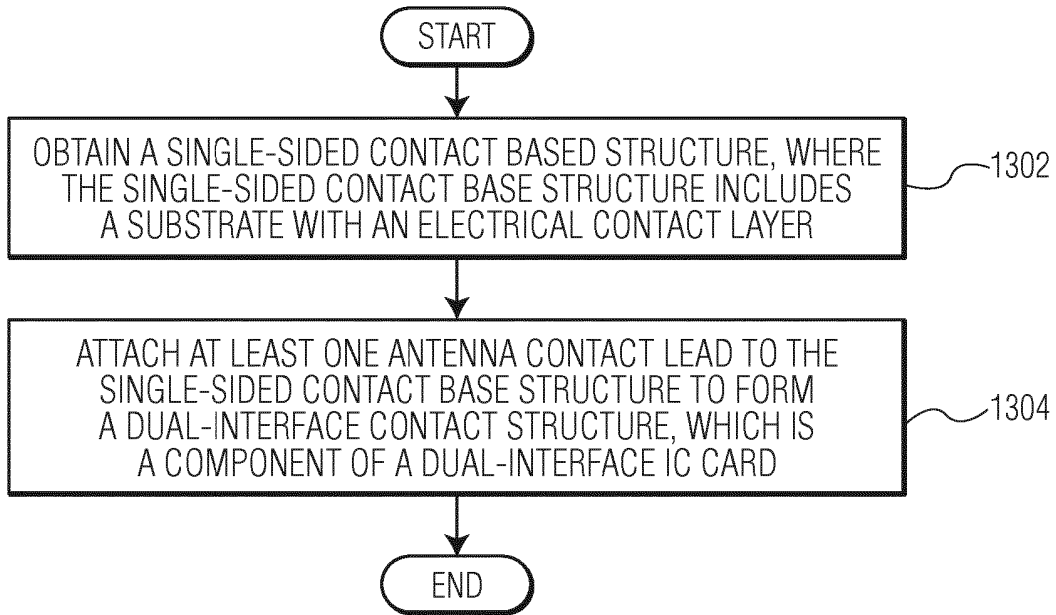 START
OBTAIN A SINGLE-SIDED CONTACT BASED STRUCTURE, WHERE
THE SINGLE-SIDED CONTACT BASE STRUCTURE INCLUDES
A SUBSTRATE WITH AN ELECTRICAL CONTACT LAYER
1302
ATTACH AT LEAST ONE ANTENNA CONTACT LEAD TO THE
SINGLE-SIDED CONTACT BASE STRUCTURE TO FORM
A DUAL-INTERFACE CONTACT STRUCTURE, WHICH IS
A COMPONENT OF A DUAL-INTERFACE IC CARD
1304
END